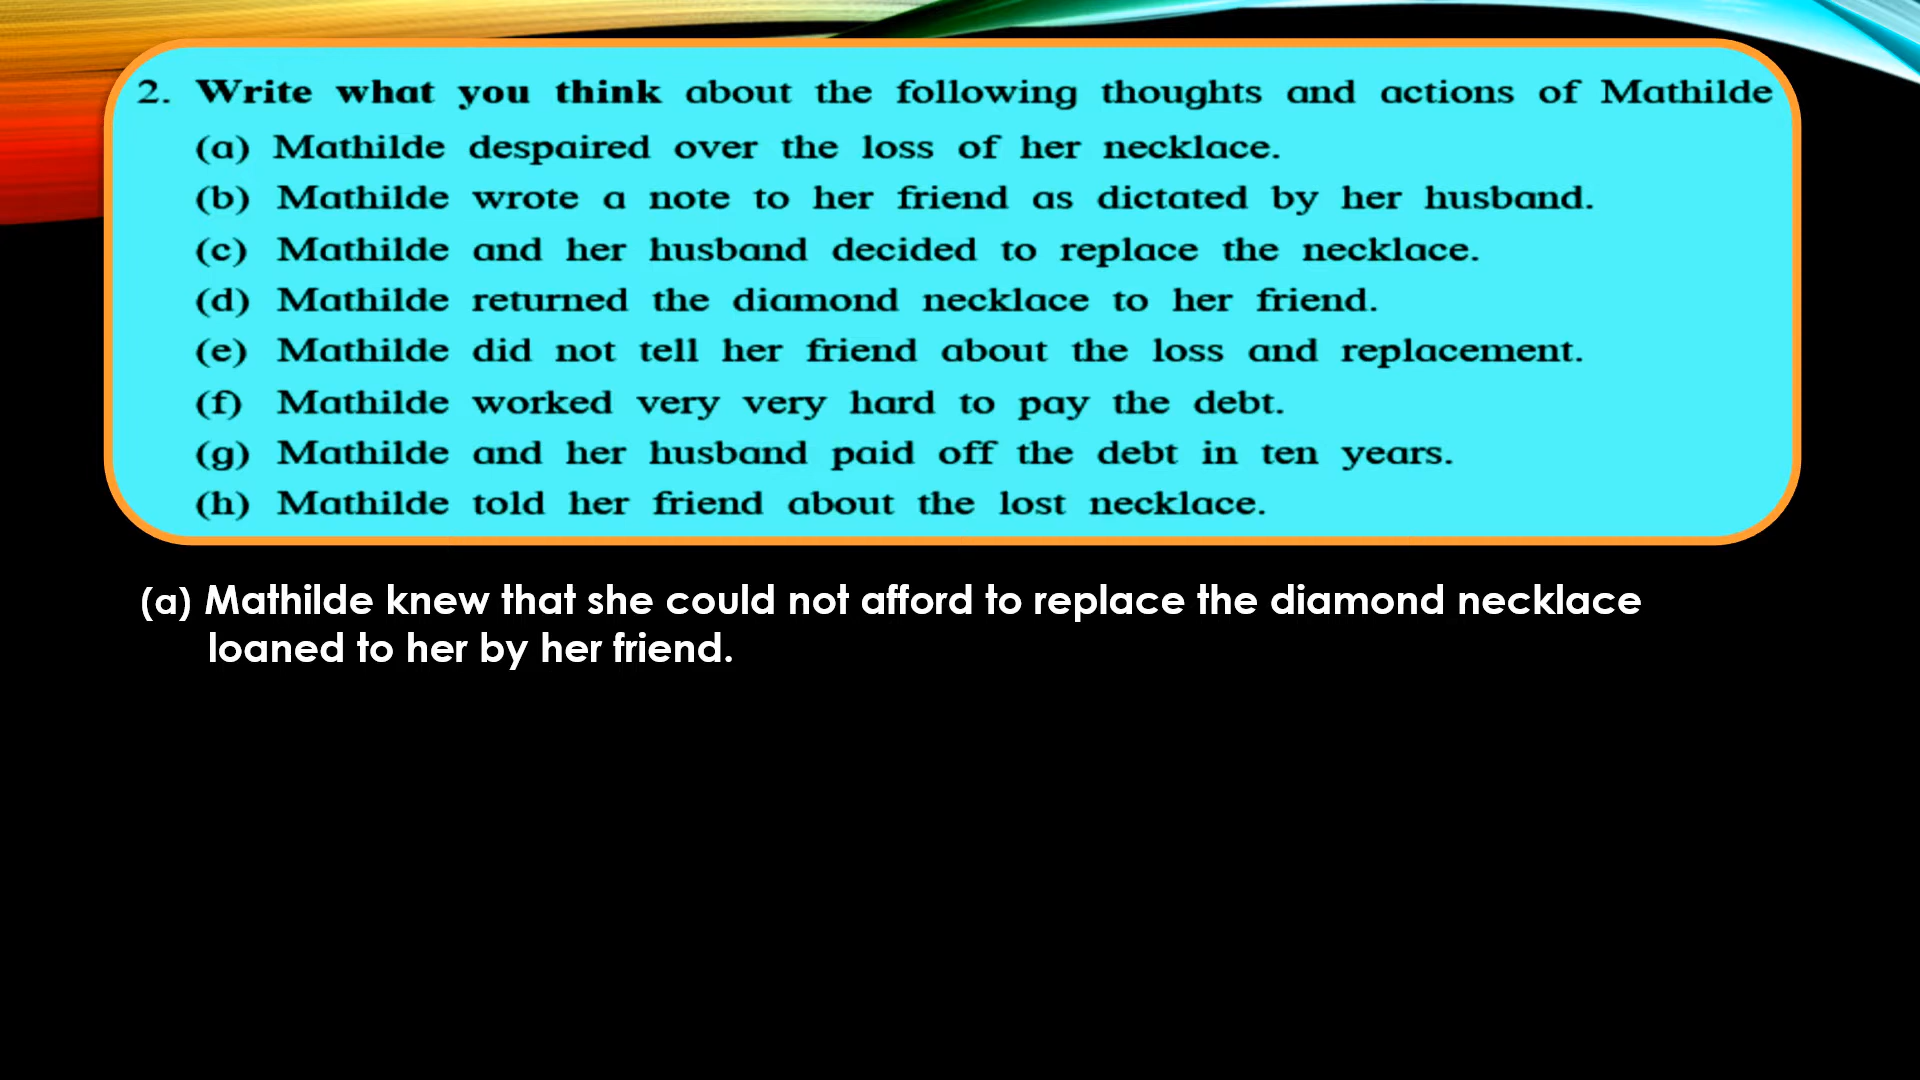 2. Write what you think about the following thoughts and actions of Mathilde
(a) Mathilde despaired over the loss of her necklace.
(b) Mathilde wrote a note to her friend as dictated by her husband.
(c) Mathilde and her husband decided to replace the necklace.
(d) Mathilde returned the diamond necklace to her friend.
(e) Mathilde did not tell her friend about the loss and replacement.
(f) Mathilde worked very very hard to pay the debt.
(g) Mathilde and her husband paid off the debt in ten years.
(h) Mathilde told her friend about the lost necklace.
(a) Mathilde knew that she could not afford to replace the diamond necklace
loaned to her by her friend.